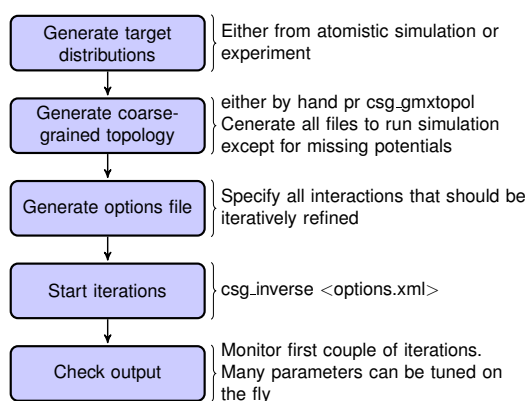 Generate target
distributions
Either from atomistic simulation or
experiment
Generate coarse-
grained topology
either by hand pr csg_gmxtopol
Cenerate all files to run simulation
except for missing potentials
Generate options file
Specify all interactions that should be
iteratively refined
Start iterations
csg_inverse <options.xml>
Check output
Monitor first couple of iterations.
Many parameters can be tuned on
the fly